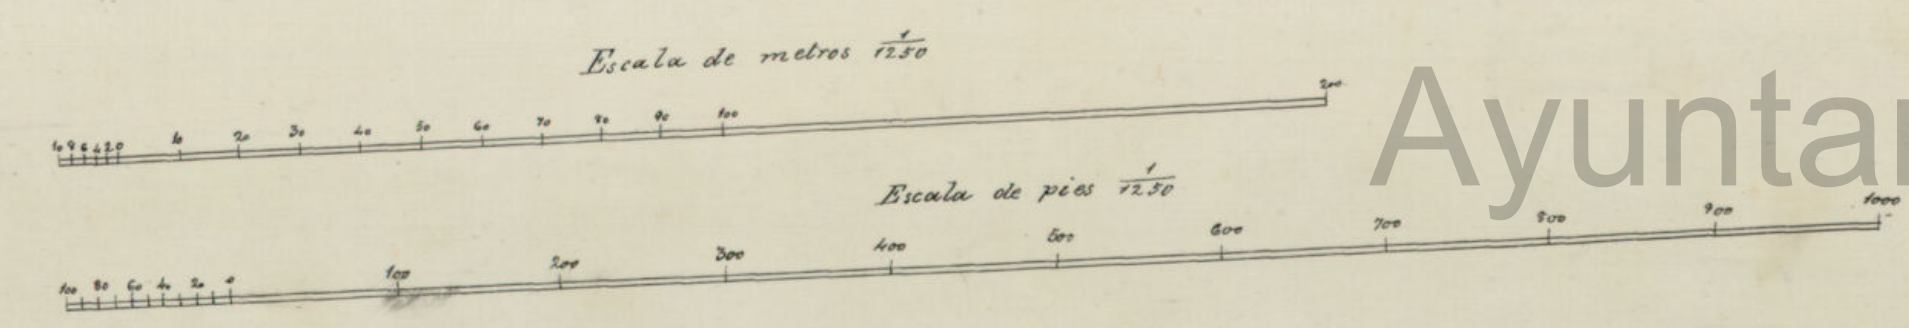 Escala de metros 1/1250
10 8 6 4 2 0 10 20 30 40 50 60 70 80 90 100 200
Escala de pies 1/1250
100 80 60 40 20 0 100 200 300 400 500 600 700 800 900 1000
Ayuntan